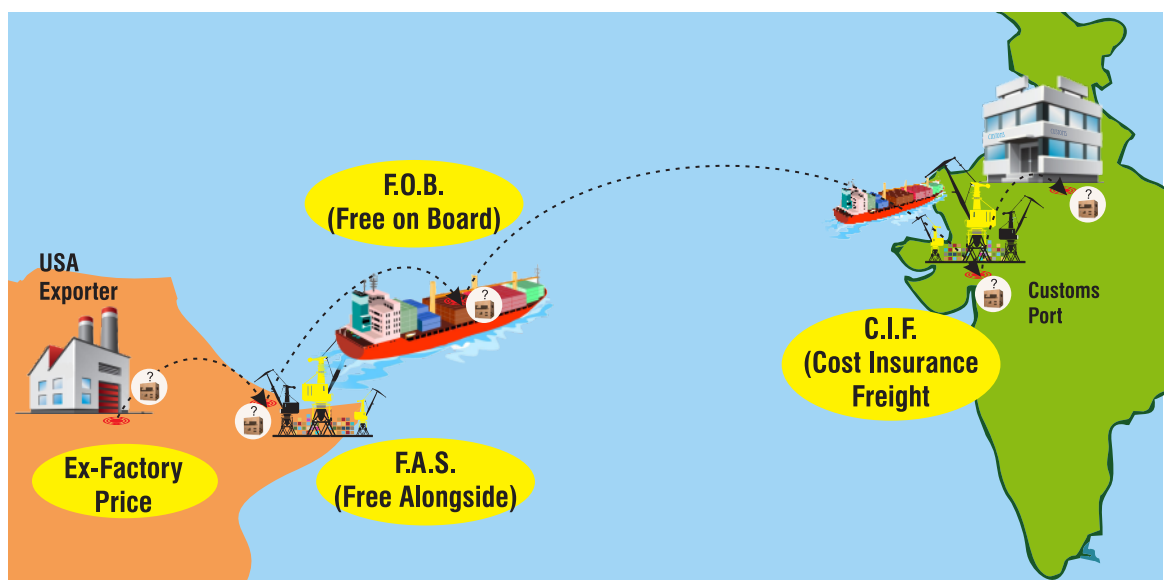 F.O.B.
(Free on Board)
USA
Exporter
Ex-Factory
Price
F.A.S.
(Free Alongside)
C.I.F.
(Cost Insurance
Freight
Customs
Port
?
?
?
?
?